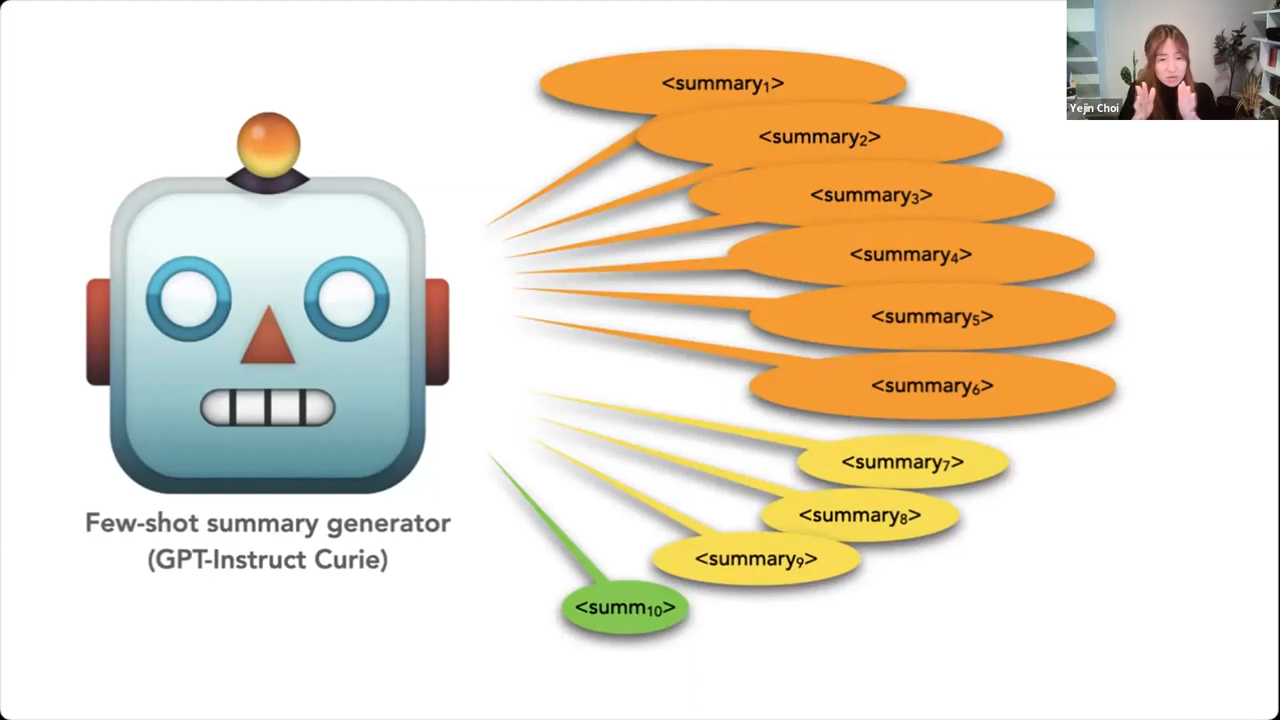 <summary₁>
Yejin Choi
<summary₂>
<summary₃>
<summary₄>
<summary₅>
<summary₆>
<summary₇>
<summary₈>
<summary₉>
<summ₁₀>
Few-shot summary generator
(GPT-Instruct Curie)